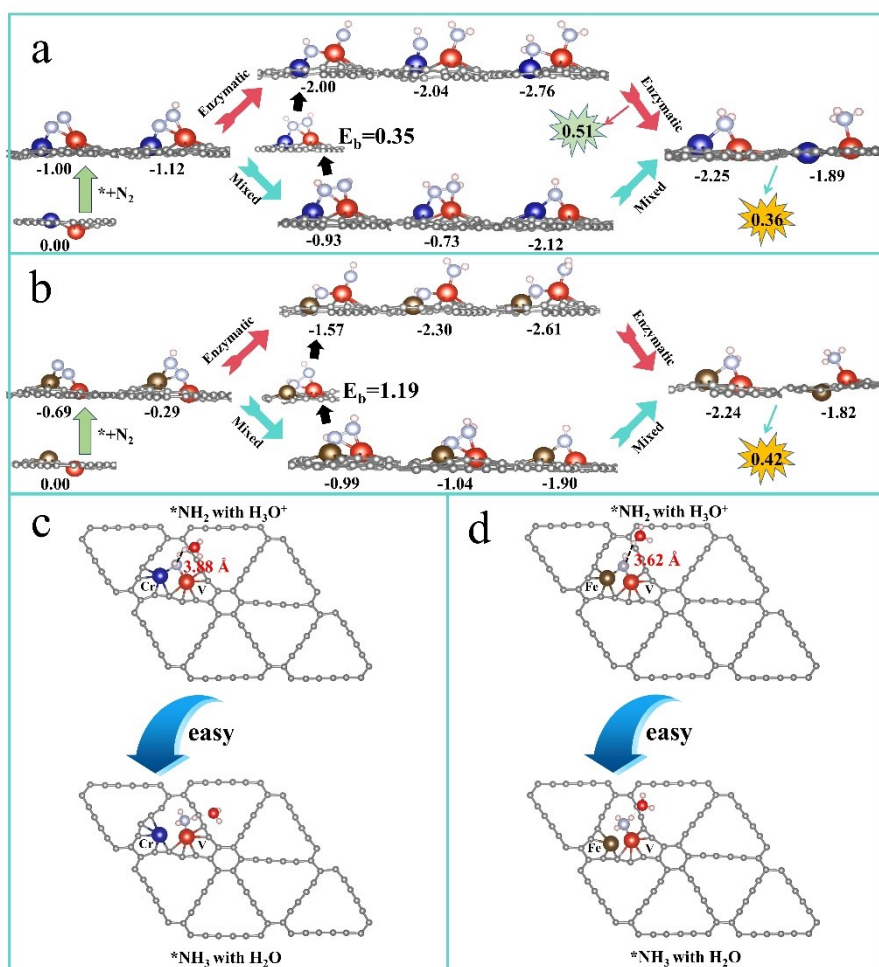 a
Enzymatic
-2.00
-2.04
-2.76
Enzymatic
E_b=0.35
0.51
-1.00
-1.12
*+N₂
Mixed
Mixed
-2.25
-1.89
0.00
-0.93
-0.73
-2.12
0.36
b
Enzymatic
-1.57
-2.30
-2.61
Enzymatic
E_b=1.19
-0.69
-0.29
*+N₂
Mixed
Mixed
-2.24
-1.82
0.00
-0.99
-1.04
-1.90
0.42
c
*NH₂ with H₃O⁺
3.88 Å
Cr
V
easy
Cr
V
*NH₃ with H₂O
d
*NH₂ with H₃O⁺
3.62 Å
Fe
V
easy
Fe
V
*NH₃ with H₂O